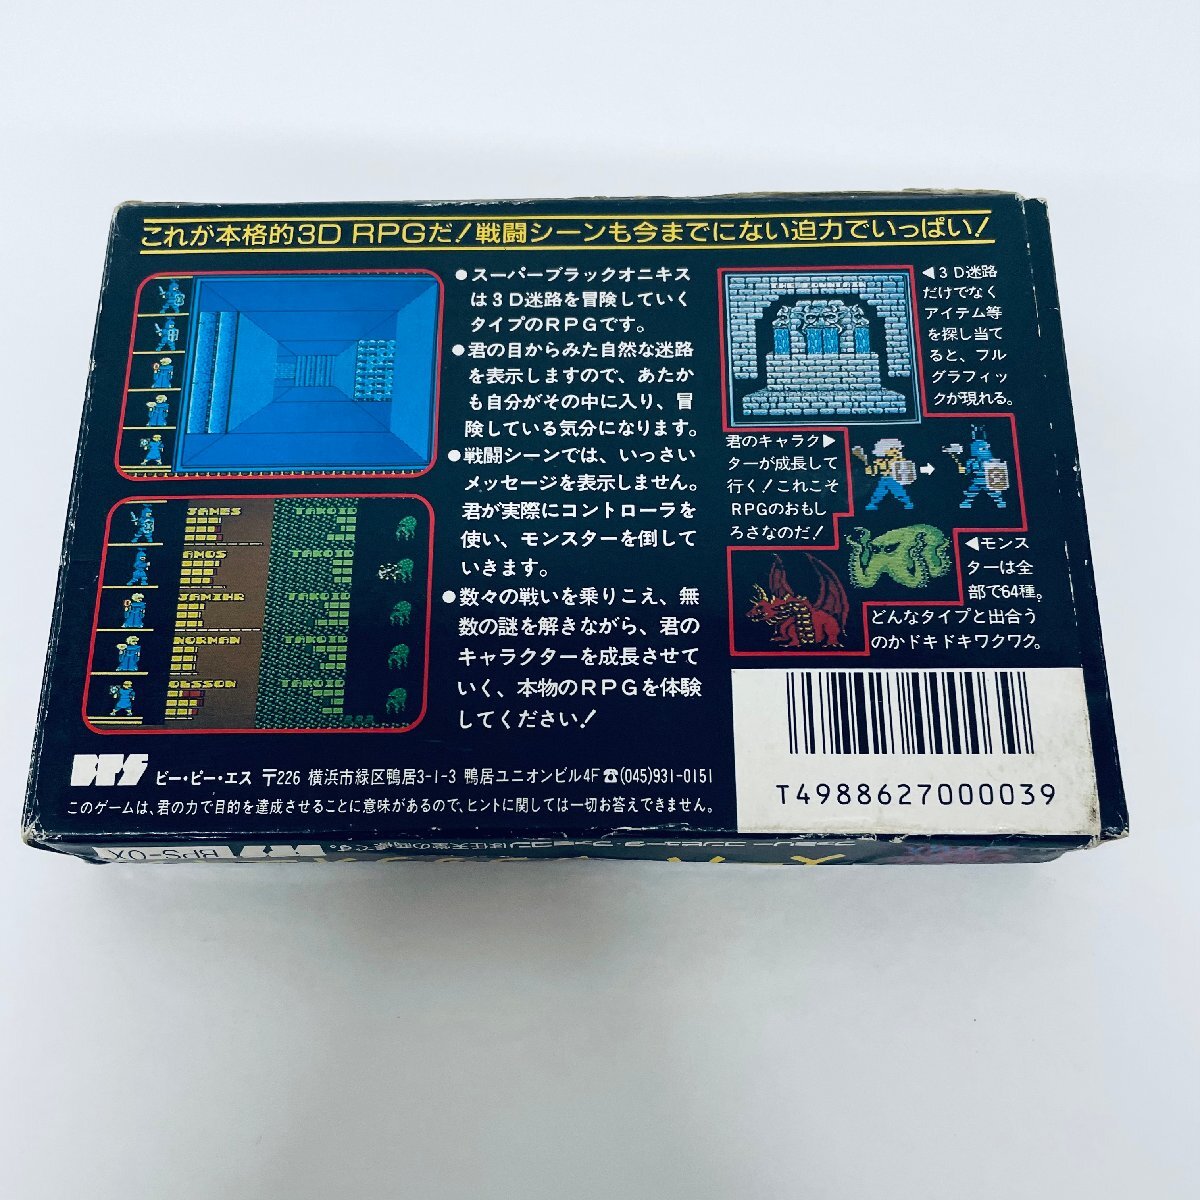 これが本格的3D RPGだ！戦闘シーンも今までにない迫力でいっぱい！
●スーパーブラックオニキス
は3D迷路を冒険していく
タイプのRPGです。
●君の目からみた自然な迷路
を表示しますので、あたか
も自分がその中に入り、冒
険している気分になります。
●戦闘シーンでは、いっさい
メッセージを表示しません。
君が実際にコントローラを
使い、モンスターを倒して
いきます。
●数々の戦いを乗りこえ、無
数の謎を解きながら、君の
キャラクターを成長させて
いく、本物のRPGを体験
してください！
THE FOUNTAIN
◀3D迷路
だけでなく
アイテム等
を探し当て
ると、フル
グラフィッ
クが現れる。
君のキャラク▶
ターが成長して
行く！これこそ
RPGのおもし
ろさなのだ！
◀モンス
ターは全
部で64種。
どんなタイプと出合う
のかドキドキワクワク。
JAMES TAKOID
AMOS TAKOID
JAMIHR TAKOID
NORMAN TAKOID
OLSSON TAKOID
BPS ビー・ピー・エス 〒226 横浜市緑区鴨居3-1-3 鴨居ユニオンビル4F☎(045)931-0151
このゲームは、君の力で目的を達成させることに意味があるので、ヒントに関しては一切お答えできません。
T4988627000039
BPS-OX